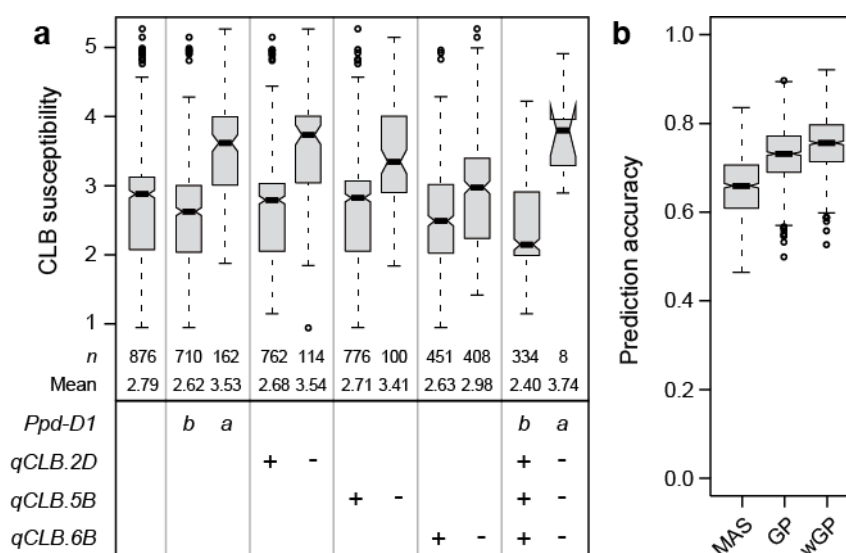 a
CLB susceptibility
5
4
3
2
1
n 876 710 162 762 114 776 100 451 408 334 8
Mean 2.79 2.62 3.53 2.68 3.54 2.71 3.41 2.63 2.98 2.40 3.74
Ppd-D1 b a b a
qCLB.2D + - + -
qCLB.5B + - + -
qCLB.6B + - + -
b
Prediction accuracy
1.0
0.8
0.6
0.4
0.2
0.0
MAS GP wGP